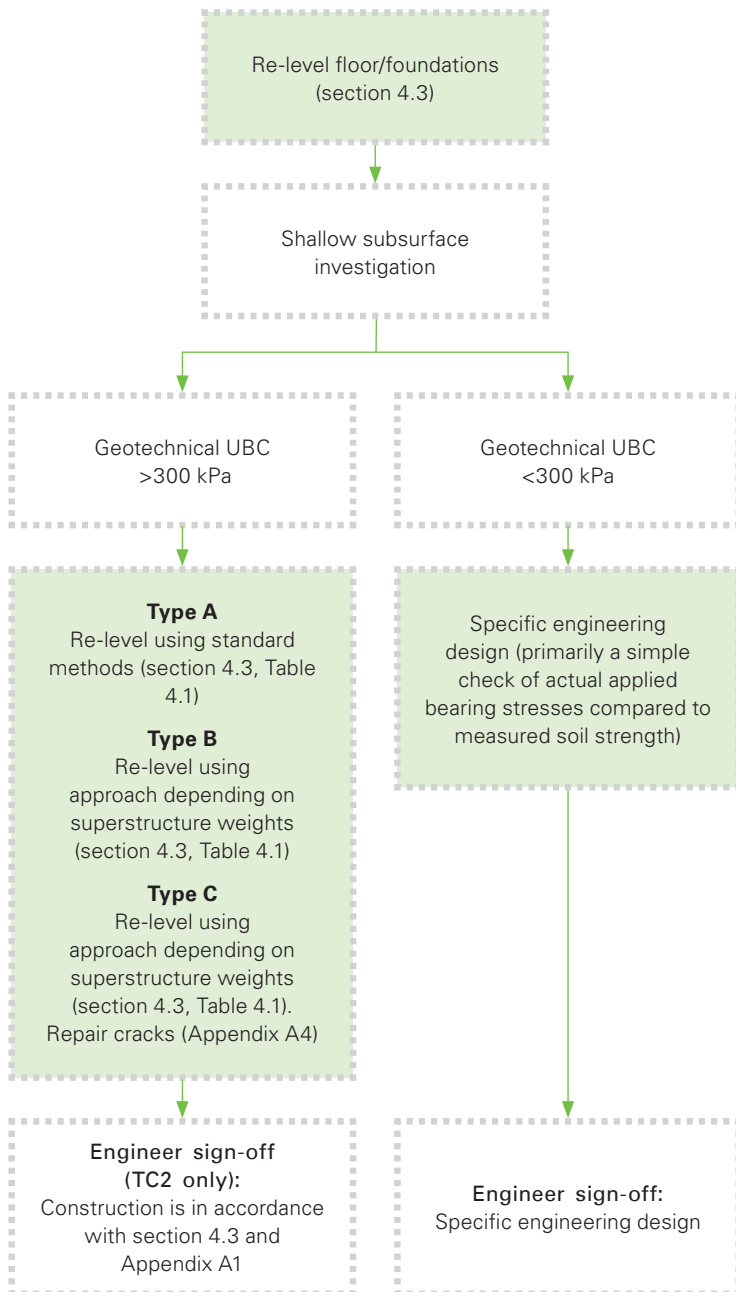 Re-level floor/foundations
(section 4.3)
Shallow subsurface
investigation
Geotechnical UBC
>300 kPa
Geotechnical UBC
<300 kPa
Type A
Re-level using standard
methods (section 4.3, Table
4.1)
Type B
Re-level using
approach depending on
superstructure weights
(section 4.3, Table 4.1)
Type C
Re-level using
approach depending on
superstructure weights
(section 4.3, Table 4.1).
Repair cracks (Appendix A4)
Specific engineering
design (primarily a simple
check of actual applied
bearing stresses compared to
measured soil strength)
Engineer sign-off
(TC2 only):
Construction is in accordance
with section 4.3 and
Appendix A1
Engineer sign-off:
Specific engineering design